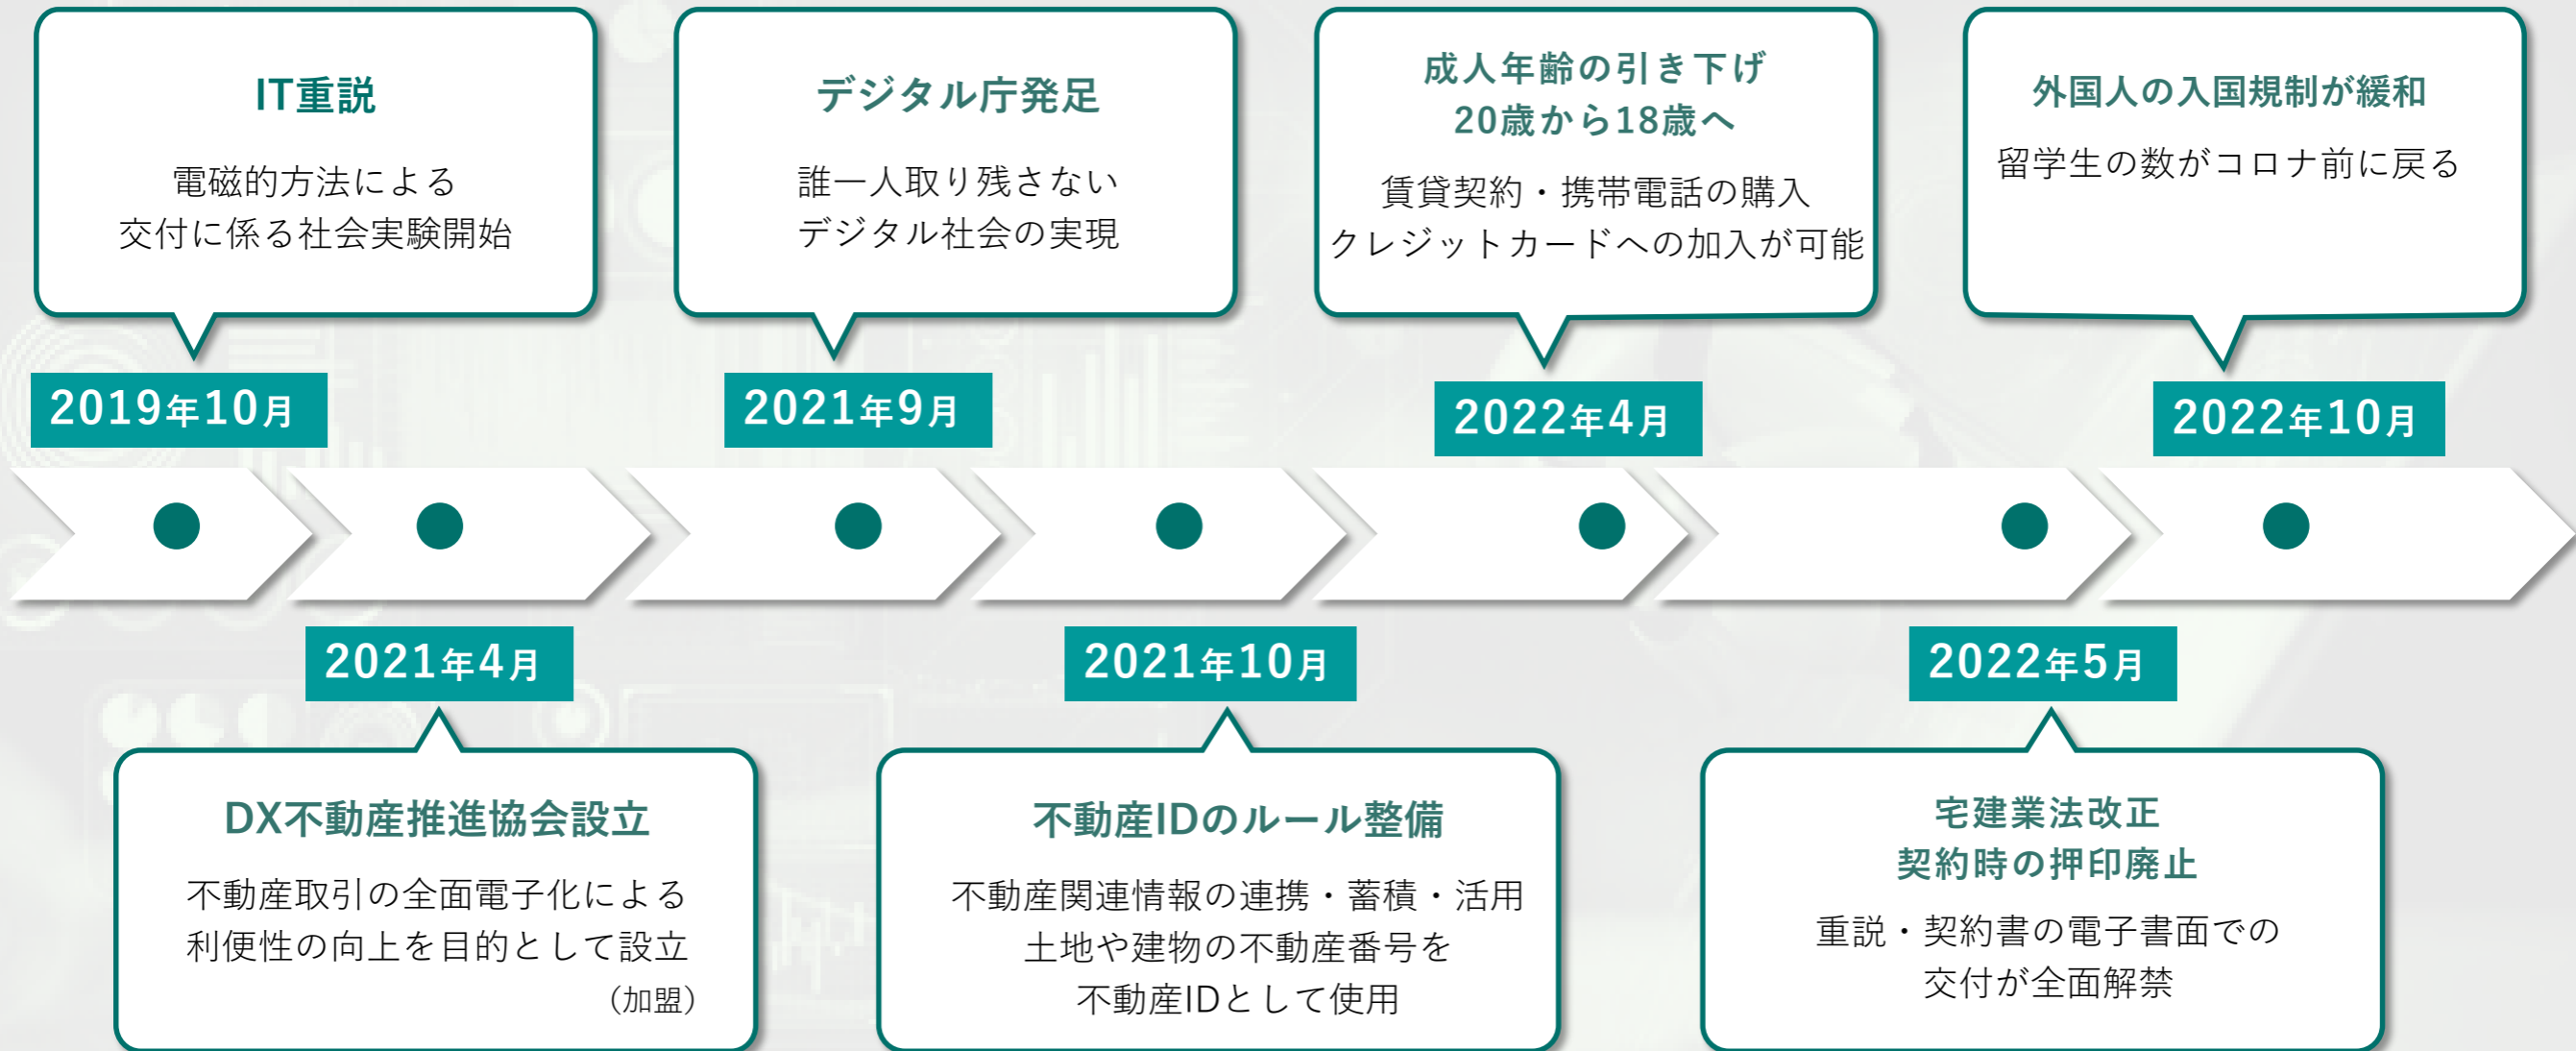 IT重説
電磁的方法による
交付に係る社会実験開始
2019年10月
デジタル庁発足
誰一人取り残さない
デジタル社会の実現
2021年9月
成人年齢の引き下げ
20歳から18歳へ
賃貸契約・携帯電話の購入
クレジットカードへの加入が可能
2022年4月
外国人の入国規制が緩和
留学生の数がコロナ前に戻る
2022年10月
2021年4月
DX不動産推進協会設立
不動産取引の全面電子化による
利便性の向上を目的として設立
（加盟）
2021年10月
不動産IDのルール整備
不動産関連情報の連携・蓄積・活用
土地や建物の不動産番号を
不動産IDとして使用
2022年5月
宅建業法改正
契約時の押印廃止
重説・契約書の電子書面での
交付が全面解禁